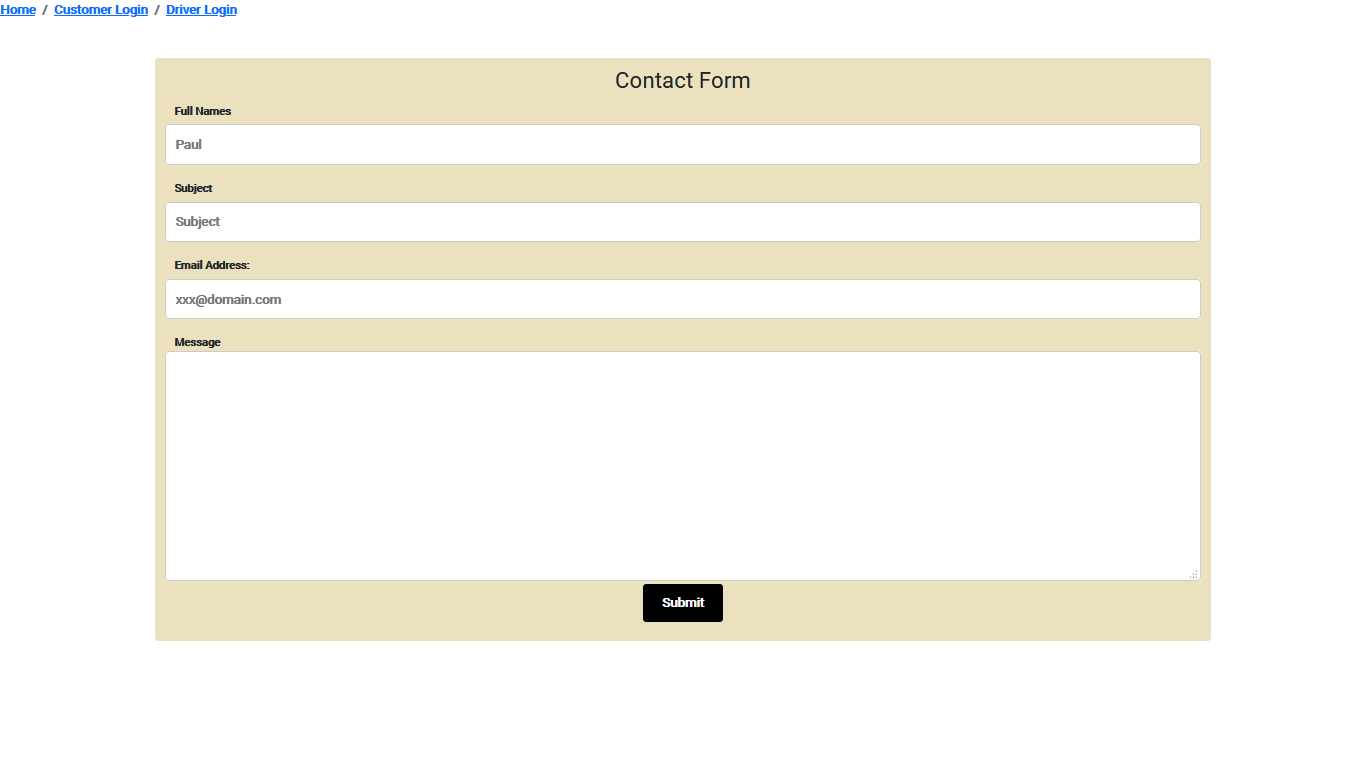 Home / Customer Login / Driver Login
Contact Form
Full Names
Paul
Subject
Subject
Email Address:
xxx@domain.com
Message
Submit